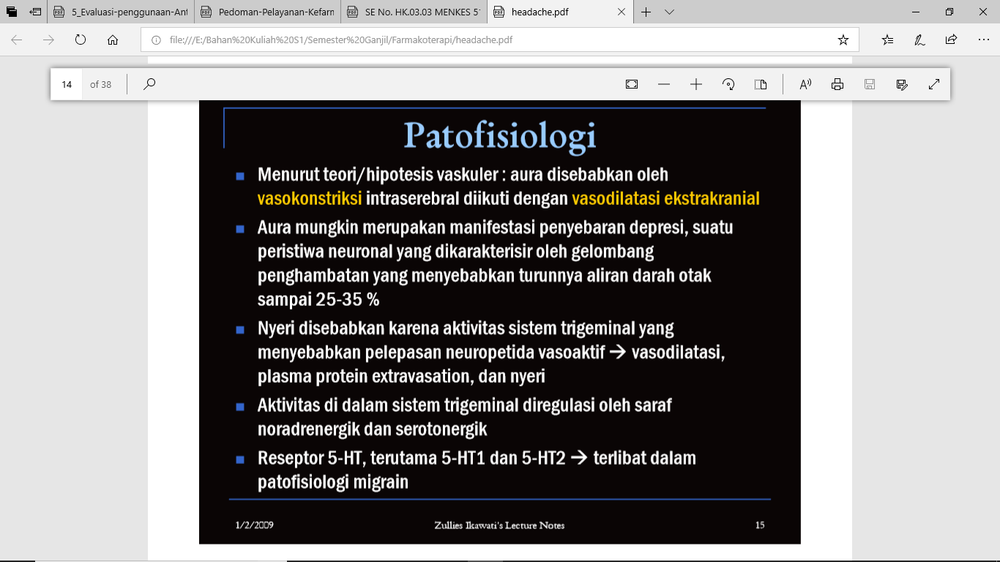 5_Evaluasi-penggunaan-Ant
Pedoman-Pelayanan-Kefarn
SE No. HK.03.03 MENKES 5
headache.pdf
file:///E:/Bahan%20Kuliah%20S1/Semester%20Ganjil/Farmakoterapi/headache.pdf
14 of 38
Patofisiologi
Menurut teori/hipotesis vaskuler : aura disebabkan oleh
vasokonstriksi intraserebral diikuti dengan vasodilatasi ekstrakranial
Aura mungkin merupakan manifestasi penyebaran depresi, suatu
peristiwa neuronal yang dikarakterisir oleh gelombang
penghambatan yang menyebabkan turunnya aliran darah otak
sampai 25-35 %
Nyeri disebabkan karena aktivitas sistem trigeminal yang
menyebabkan pelepasan neuropetida vasoaktif → vasodilatasi,
plasma protein extravasation, dan nyeri
Aktivitas di dalam sistem trigeminal diregulasi oleh saraf
noradrenergik dan serotonergik
Reseptor 5-HT, terutama 5-HT1 dan 5-HT2 → terlibat dalam
patofisiologi migrain
1/2/2□□9 Zullies Ikawati's Lecture Notes 15